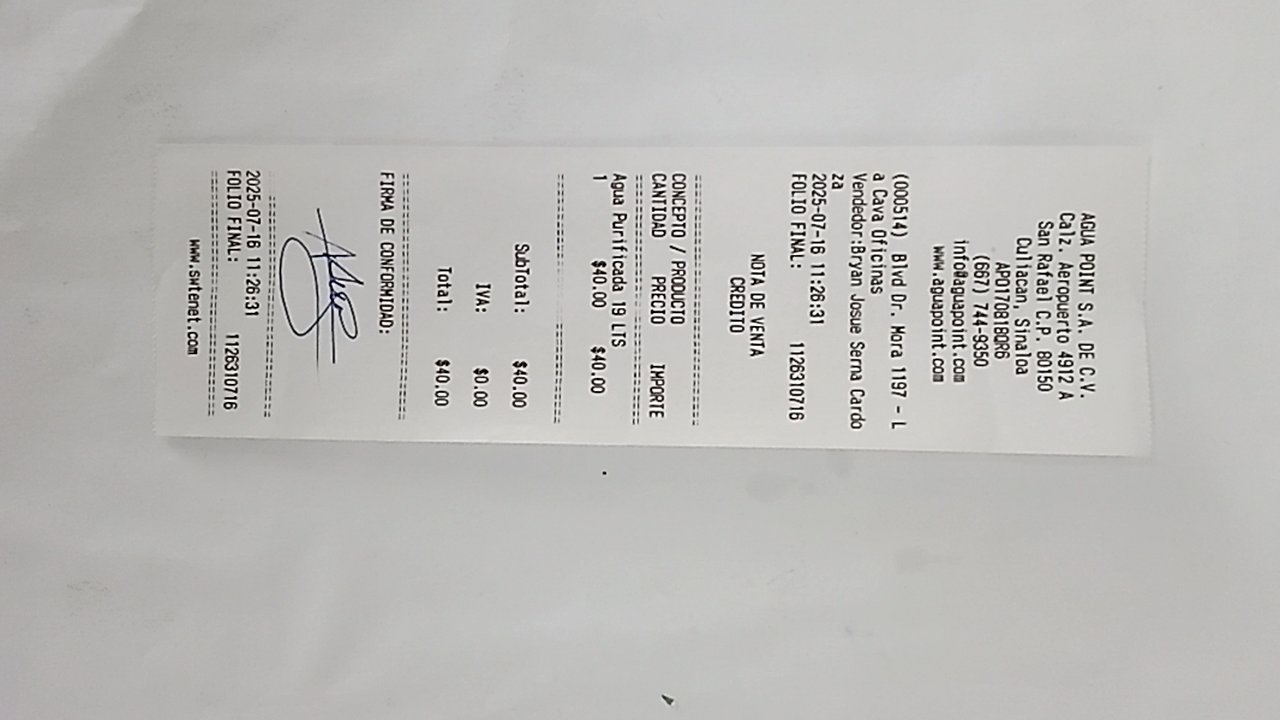 AGUA POINT S.A. DE C.V.
Calz. Aeropuerto 4912 A
San Rafael C.P. 80150
Culiacan, Sinaloa
APO170818QR6
(667) 744-9350
info@aguapoint.com
www.aguapoint.com
(000514) Blvd Dr. Mora 1197 - L
a Cava Oficinas
Vendedor:Bryan Josue Serna Cardo
za
2025-07-16 11:26:31
FOLIO FINAL: 1126310716
NOTA DE VENTA
CREDITO
CONCEPTO / PRODUCTO
CANTIDAD PRECIO IMPORTE
Agua Purificada 19 LTS
1 $40.00 $40.00
SubTotal: $40.00
IVA: $0.00
Total: $40.00
FIRMA DE CONFORMIDAD:
2025-07-16 11:26:31
FOLIO FINAL: 1126310716
www.swtenet.com